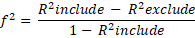 f² = R²include − R²exclude / 1 − R²include